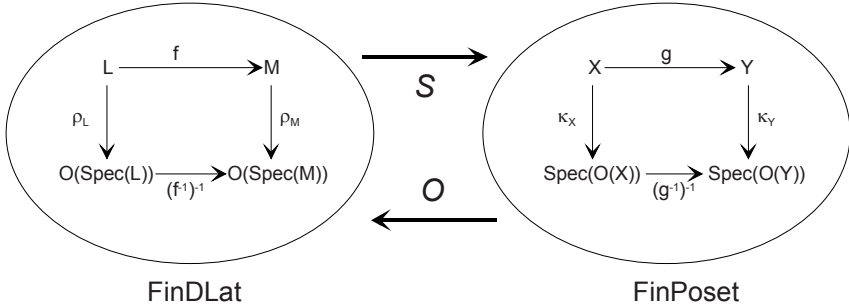 f
L M
ρL ρM
O(Spec(L)) O(Spec(M))
(f-1)-1
S
O
g
X Y
κX κY
Spec(O(X)) Spec(O(Y))
(g-1)-1
FinDLat FinPoset